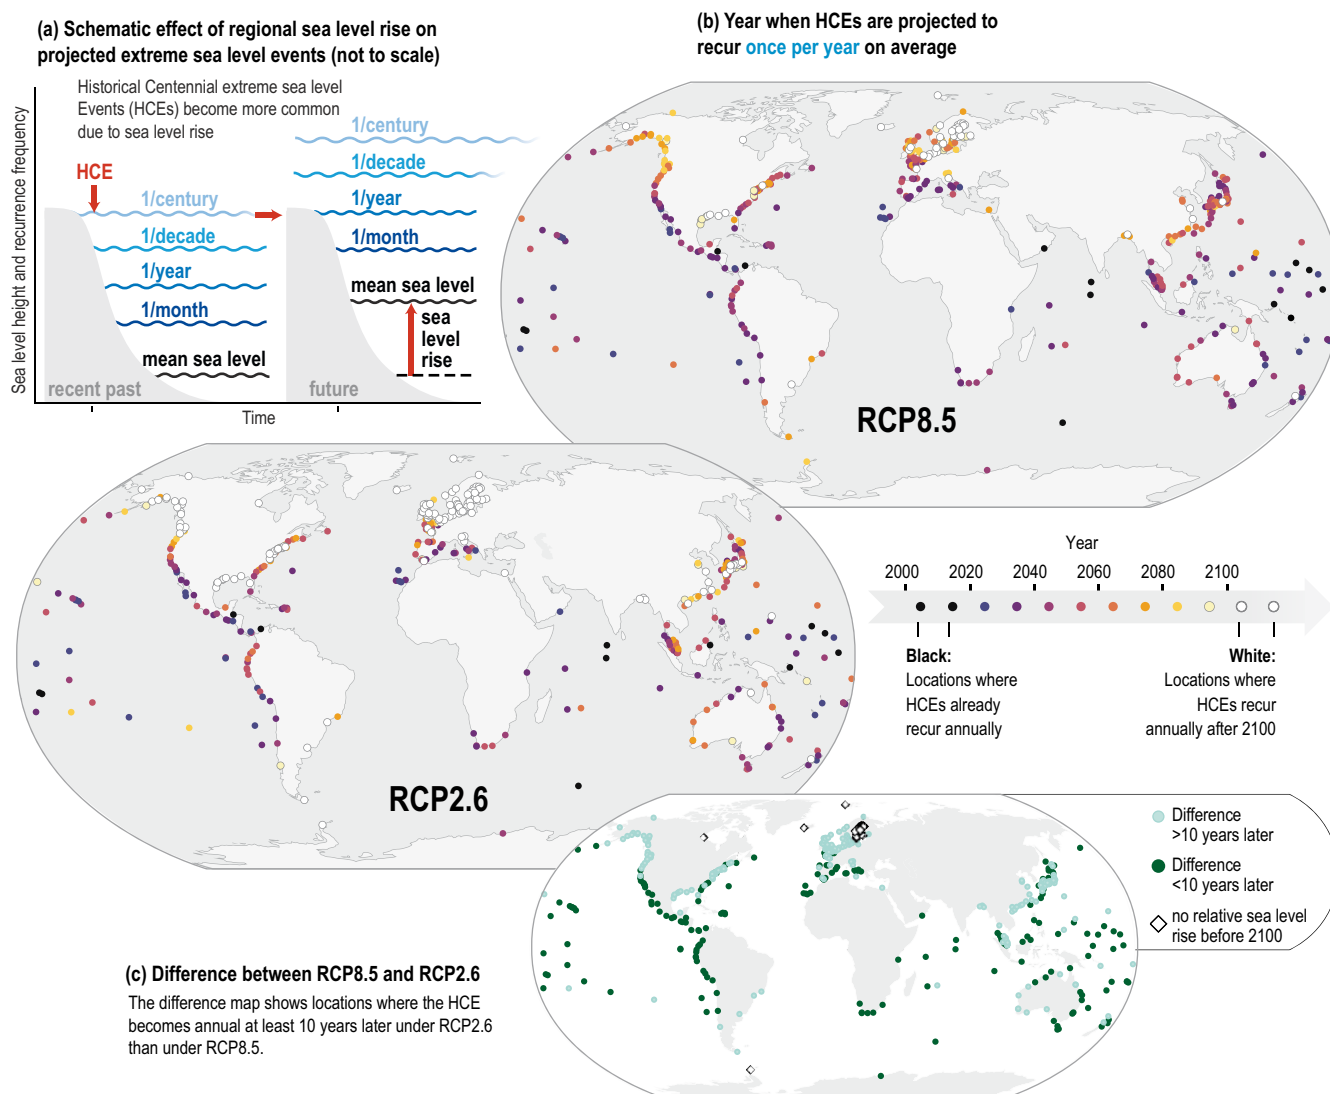 (a) Schematic effect of regional sea level rise on
projected extreme sea level events (not to scale)
Historical Centennial extreme sea level
Events (HCEs) become more common
due to sea level rise
Sea level height and recurrence frequency
HCE
1/century
1/decade
1/year
1/month
mean sea level
recent past
1/century
1/decade
1/year
1/month
mean sea level
sea
level
rise
future
Time
(b) Year when HCEs are projected to
recur once per year on average
RCP8.5
RCP2.6
Year
2000
2020
2040
2060
2080
2100
Black:
Locations where
HCEs already
recur annually
White:
Locations where
HCEs recur
annually after 2100
(c) Difference between RCP8.5 and RCP2.6
The difference map shows locations where the HCE
becomes annual at least 10 years later under RCP2.6
than under RCP8.5.
Difference
>10 years later
Difference
<10 years later
no relative sea level
rise before 2100